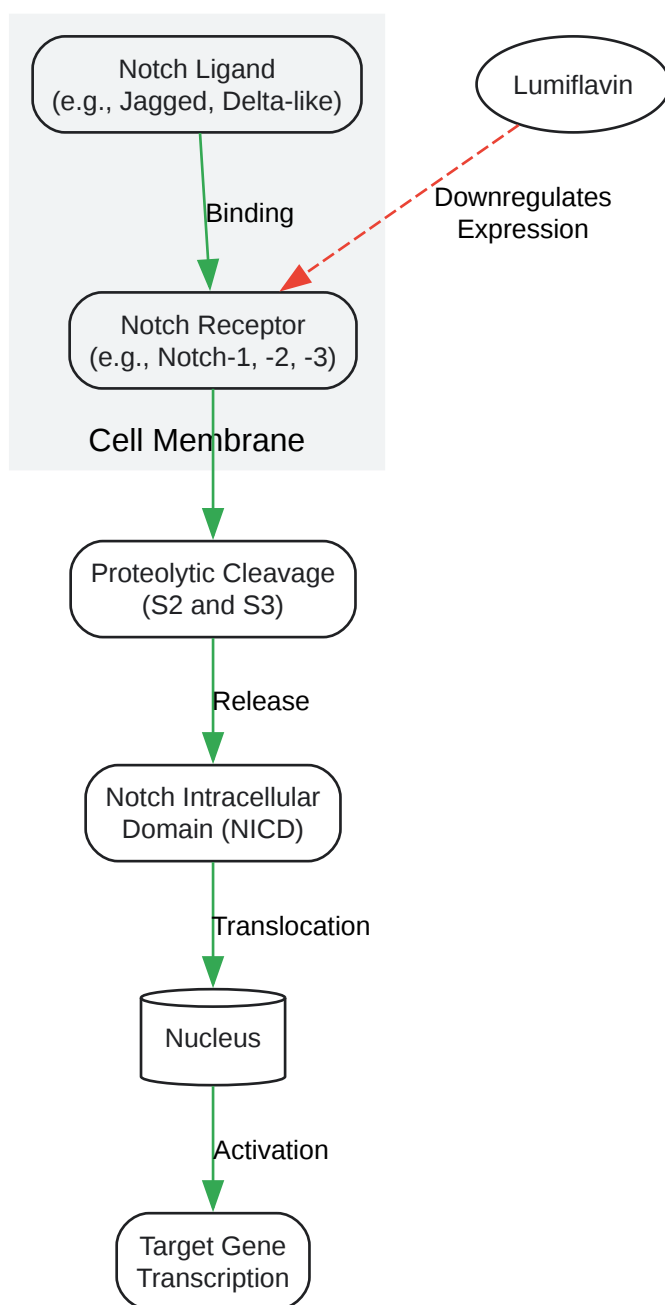 Notch Ligand
(e.g., Jagged, Delta-like)
Lumiflavin
Binding
Downregulates
Expression
Notch Receptor
(e.g., Notch-1, -2, -3)
Cell Membrane
Proteolytic Cleavage
(S2 and S3)
Release
Notch Intracellular
Domain (NICD)
Translocation
Nucleus
Activation
Target Gene
Transcription